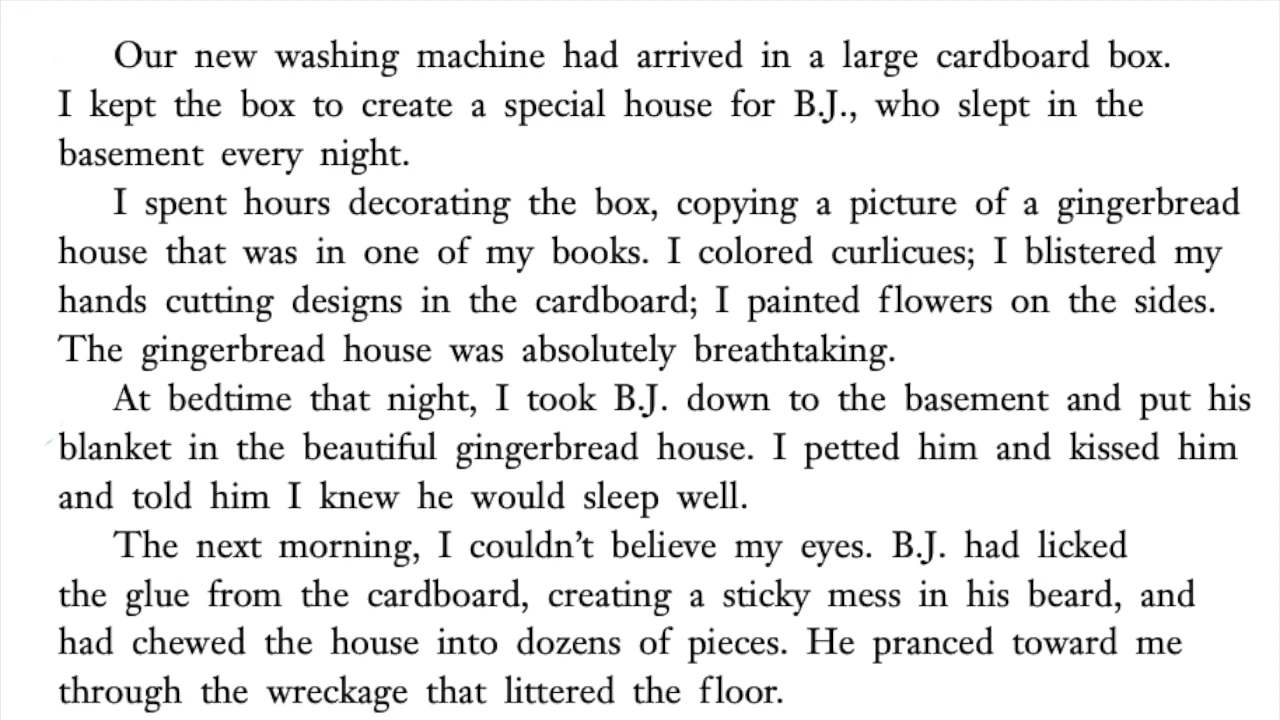 Our new washing machine had arrived in a large cardboard box.
I kept the box to create a special house for B.J., who slept in the
basement every night.
I spent hours decorating the box, copying a picture of a gingerbread
house that was in one of my books. I colored curlicues; I blistered my
hands cutting designs in the cardboard; I painted flowers on the sides.
The gingerbread house was absolutely breathtaking.
At bedtime that night, I took B.J. down to the basement and put his
blanket in the beautiful gingerbread house. I petted him and kissed him
and told him I knew he would sleep well.
The next morning, I couldn’t believe my eyes. B.J. had licked
the glue from the cardboard, creating a sticky mess in his beard, and
had chewed the house into dozens of pieces. He pranced toward me
through the wreckage that littered the floor.